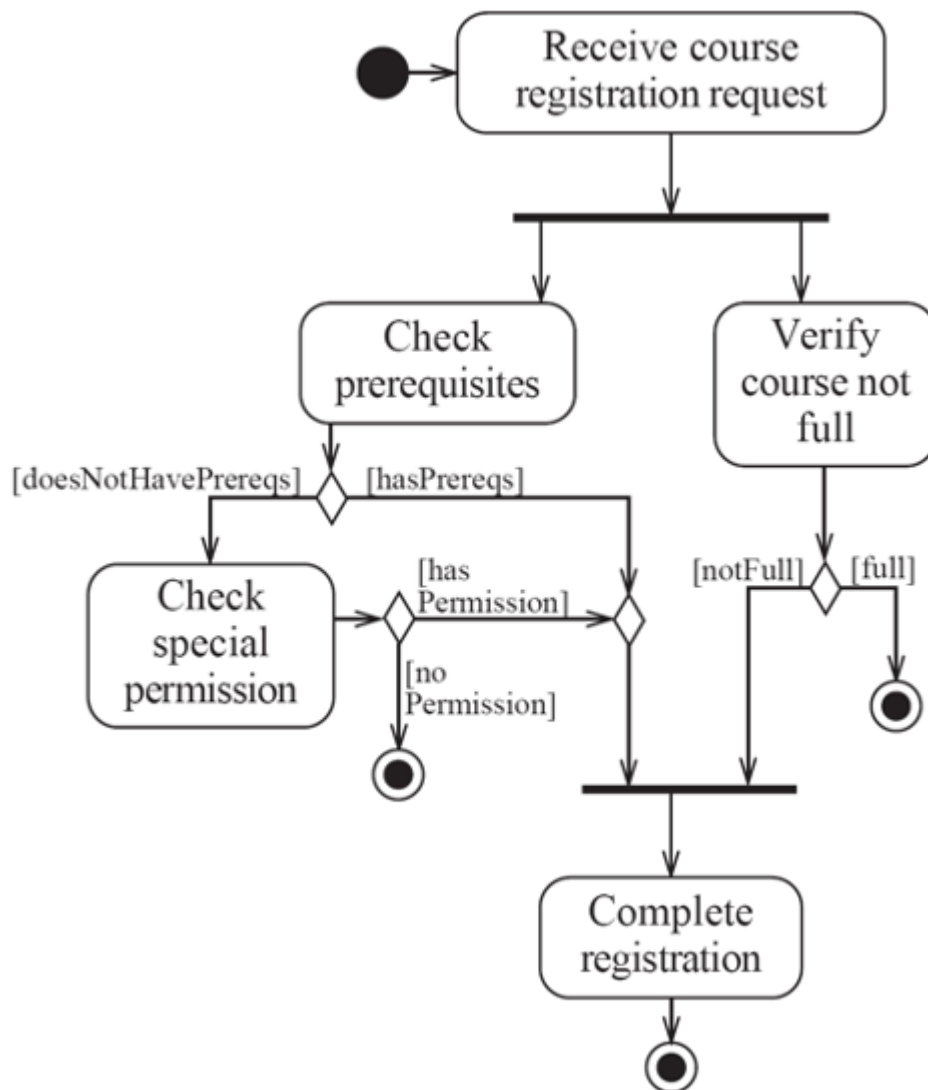 Receive course
registration request
Check
prerequisites
Verify
course not
full
[doesNotHavePrereqs]
[hasPrereqs]
[notFull]
[full]
Check
special
permission
[has
Permission]
[no
Permission]
Complete
registration